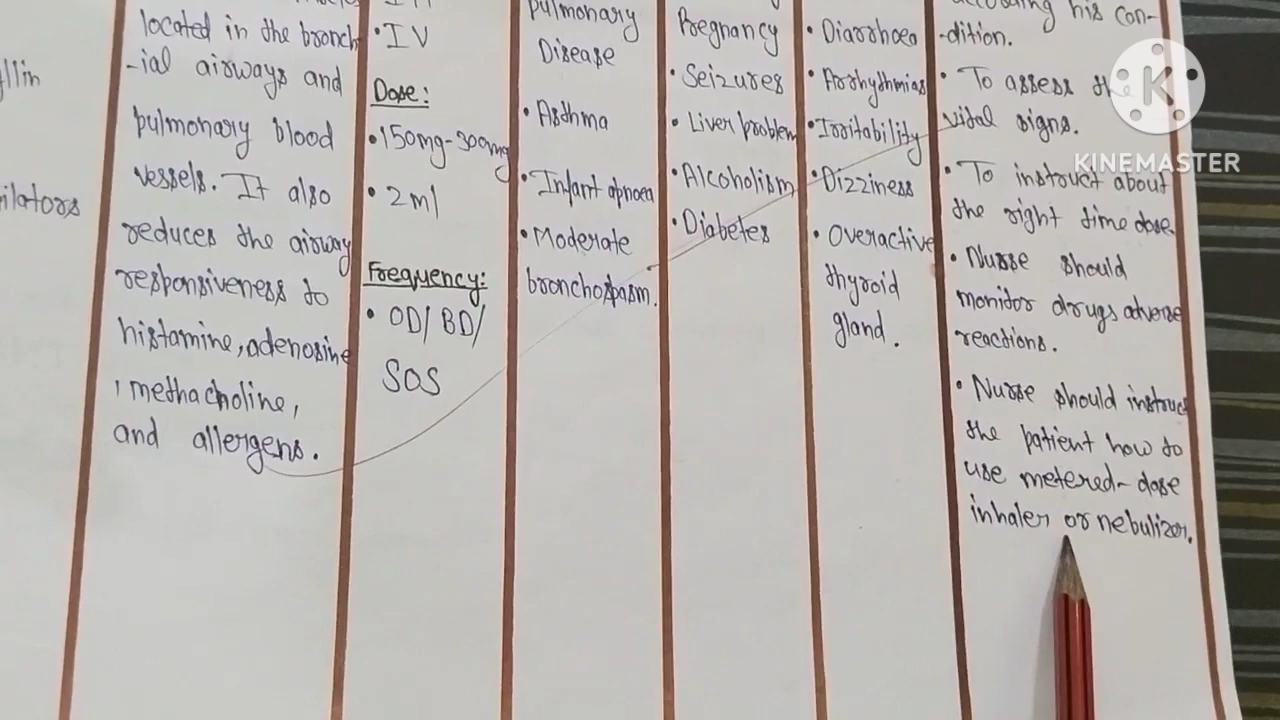 located in the bronch
-ial airways and
pulmonary blood
vessels. It also
reduces the airway
responsiveness to
histamine, adenosine
, methacholine,
and allergens.
• IV
Dose:
• 150mg-300mg
• 2ml
Frequency:
• OD/ BD/
SOS
Pulmonary
Disease
• Asthma
• Infant apnoea
• Moderate
bronchospasm.
Pregnancy
• Seizures
• Liver problem
• Alcoholism
• Diabetes
• Diarrhoea
• Arrhythmias
• Irritability
• Dizziness
• Overactive
thyroid
gland.
his con-
-dition.
• To assess the
vital signs.
• To instruct about
the right time dose.
• Nurse should
monitor drugs adverse
reactions.
• Nurse should instruct
the patient how to
use metered-dose
inhaler or nebulizer.
K
KINEMASTER